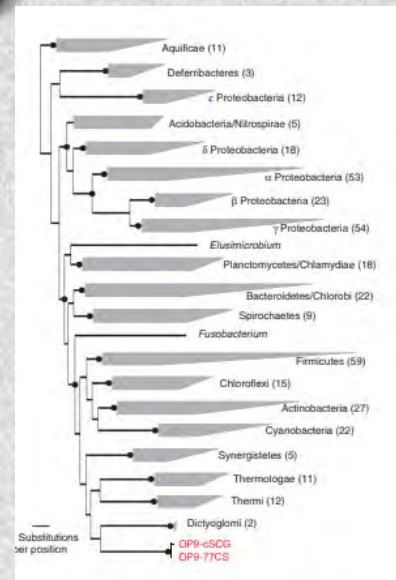 Aquificae (11)
Deferribacteres (3)
ε Proteobacteria (12)
Acidobacteria/Nitrospirae (5)
δ Proteobacteria (18)
α Proteobacteria (53)
β Proteobacteria (23)
γ Proteobacteria (54)
Elusimicrobium
Planctomycetes/Chlamydiae (18)
Bacteroidetes/Chlorobi (22)
Spirochaetes (9)
Fusobacterium
Firmicutes (59)
Chloroflexi (15)
Actinobacteria (27)
Cyanobacteria (22)
Synergistetes (5)
Thermotogae (11)
Thermi (12)
Dictyoglomi (2)
Substitutions
per position
OP9-cSCG
OP9-77CS